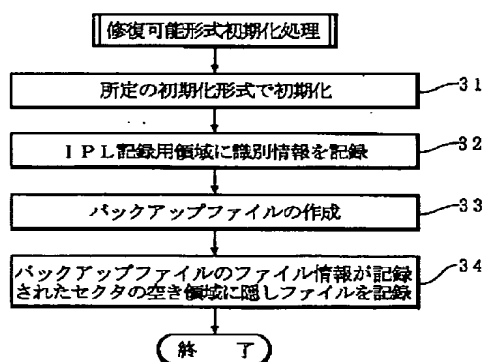 修復可能形式初期化処理
所定の初期化形式で初期化
31
IPL記録用領域に識別情報を記録
32
バックアップファイルの作成
33
バックアップファイルのファイル情報が記録
されたセクタの空き領域に隠しファイルを記録
34
終 了